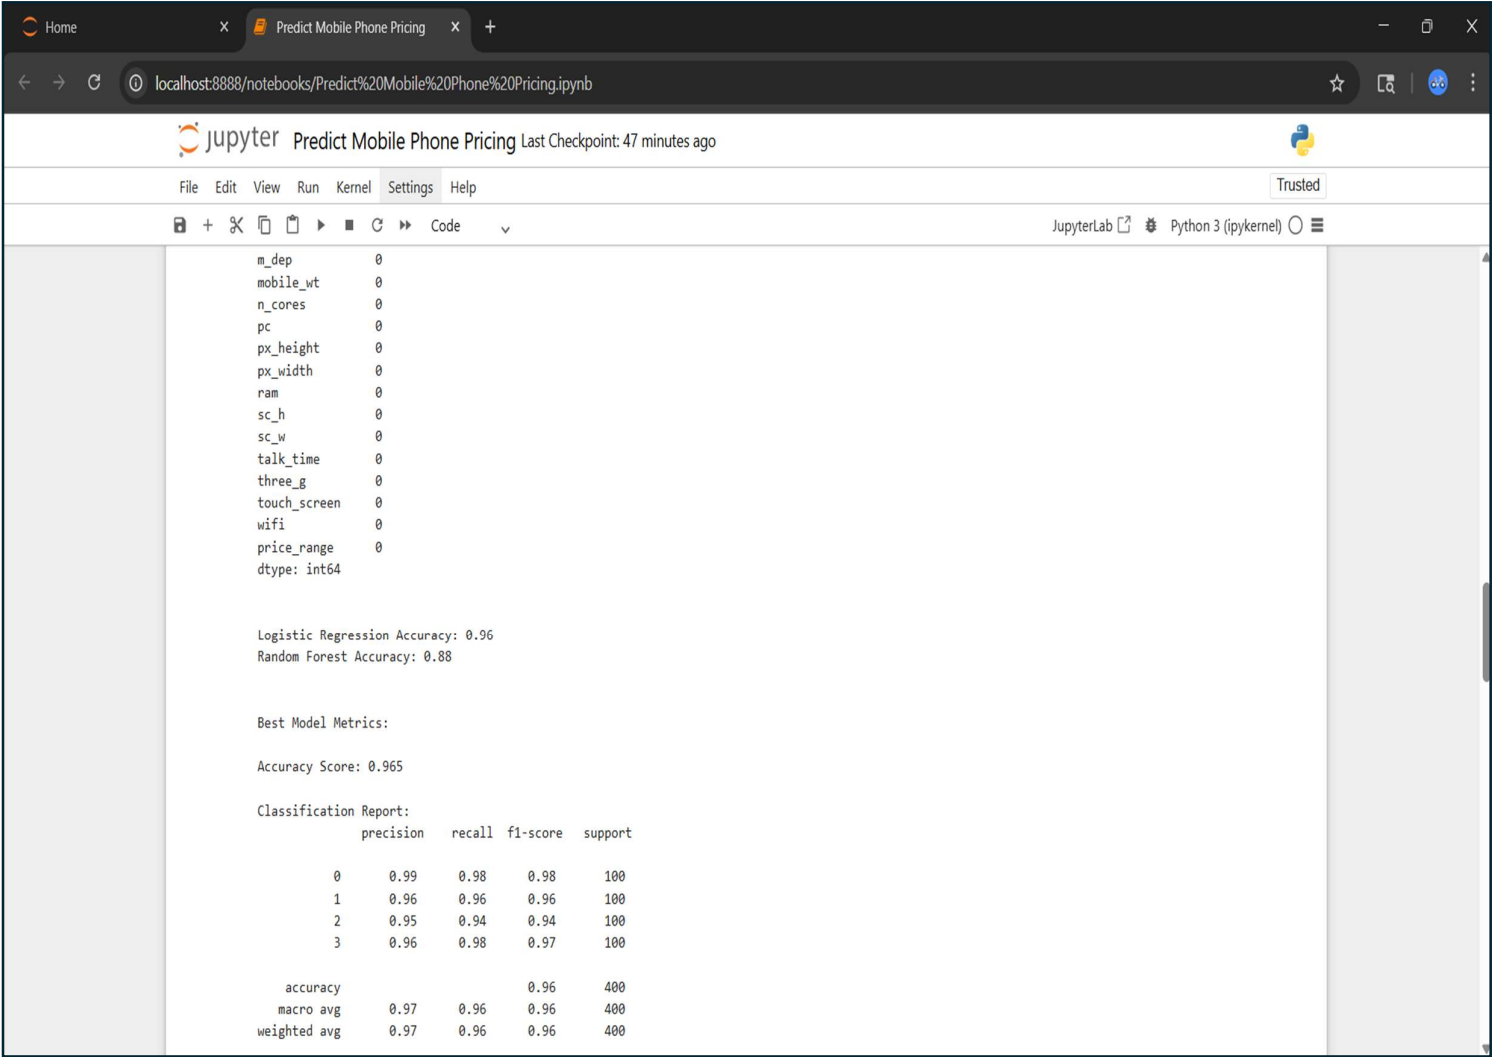 Home
Predict Mobile Phone Pricing
localhost:8888/notebooks/Predict%20Mobile%20Phone%20Pricing.ipynb
jupyter Predict Mobile Phone Pricing Last Checkpoint: 47 minutes ago
File Edit View Run Kernel Settings Help Trusted
Code JupyterLab Python 3 (ipykernel)
m_dep 0
mobile_wt 0
n_cores 0
pc 0
px_height 0
px_width 0
ram 0
sc_h 0
sc_w 0
talk_time 0
three_g 0
touch_screen 0
wifi 0
price_range 0
dtype: int64
Logistic Regression Accuracy: 0.96
Random Forest Accuracy: 0.88
Best Model Metrics:
Accuracy Score: 0.965
Classification Report:
precision recall f1-score support
0 0.99 0.98 0.98 100
1 0.96 0.96 0.96 100
2 0.95 0.94 0.94 100
3 0.96 0.98 0.97 100
accuracy 0.96 400
macro avg 0.97 0.96 0.96 400
weighted avg 0.97 0.96 0.96 400